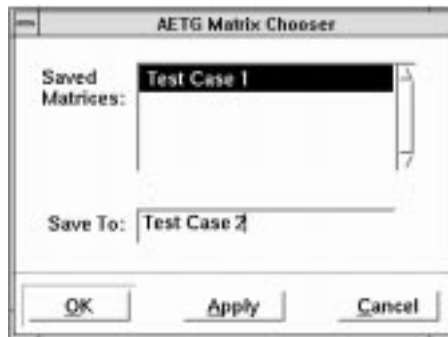 AETG Matrix Chooser
Saved
Matrices:
Test Case 1
Save To:
Test Case 2
OK
Apply
Cancel